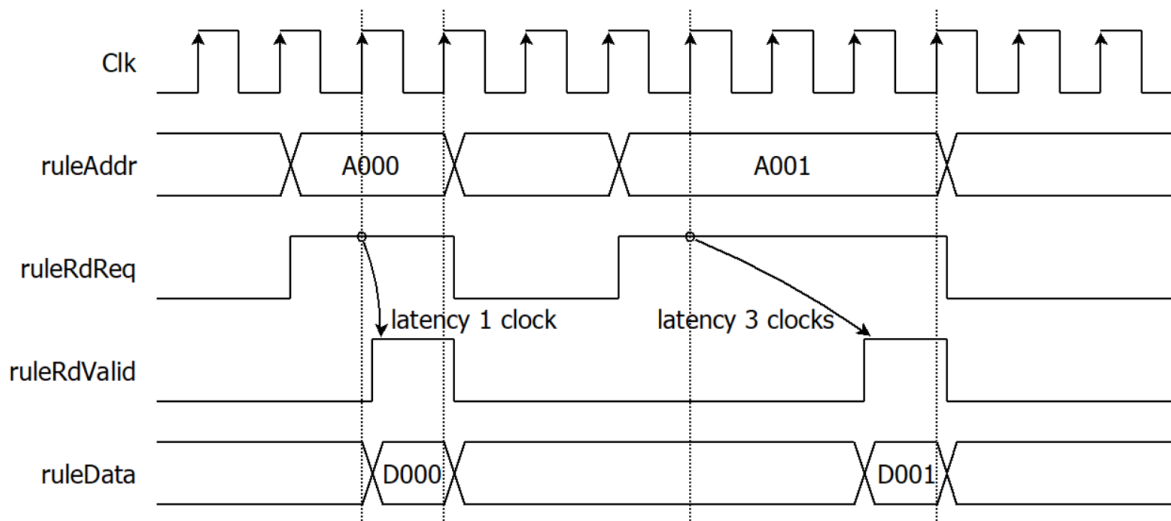 Clk
ruleAddr
A000
A001
ruleRdReq
latency 1 clock
latency 3 clocks
ruleRdValid
ruleData
D000
D001